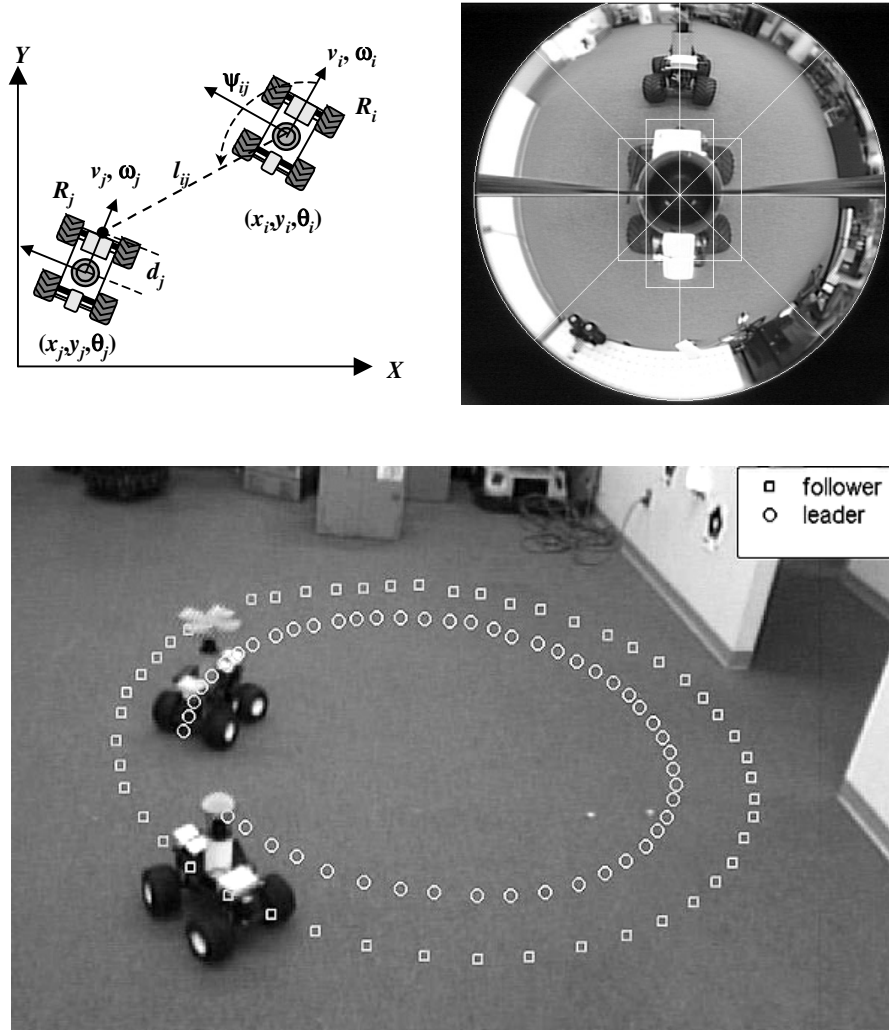 Y
ψij
vi, ωi
Ri
lij
vj, ωj
Rj
(xi,yi,θi)
dj
(xj,yj,θj)
X
follower
leader